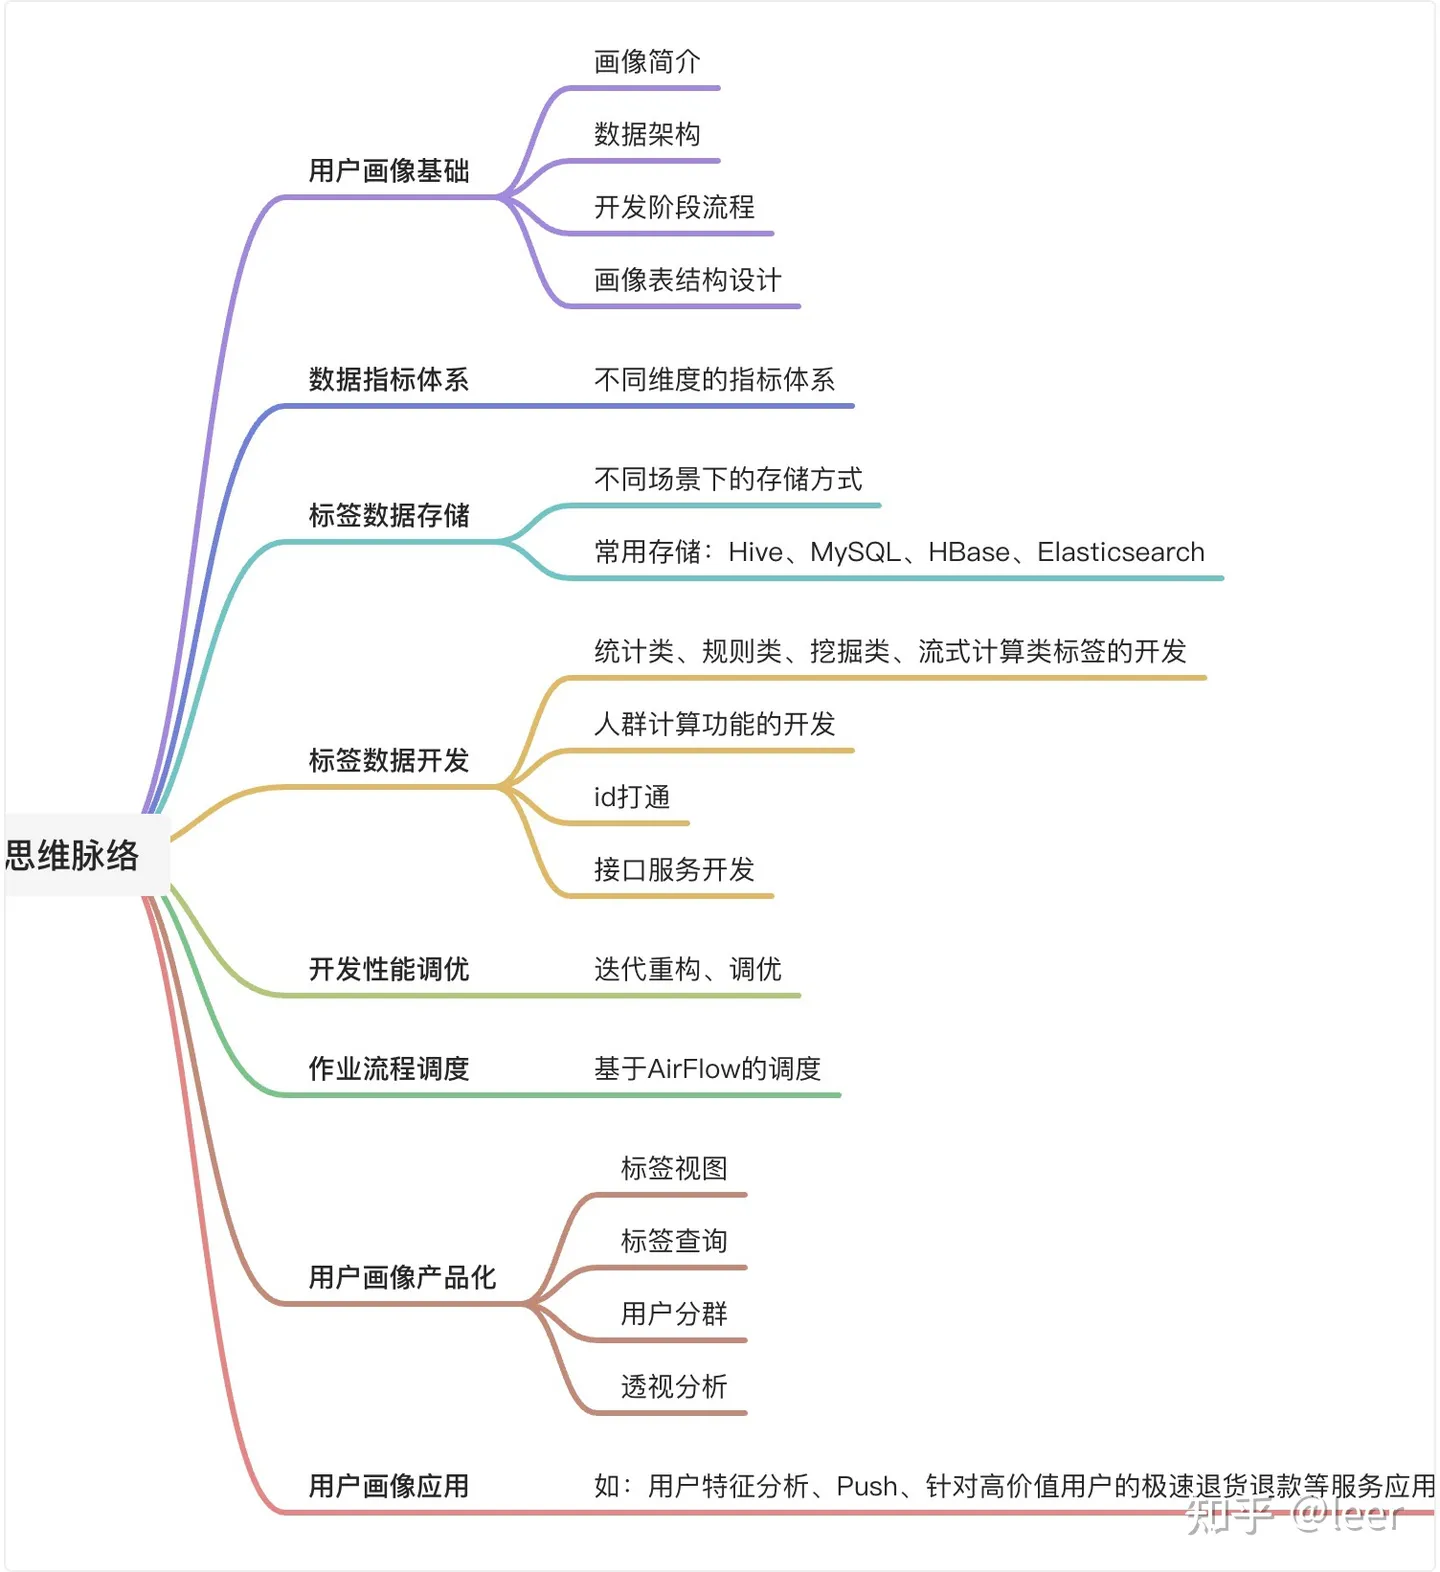 画像简介
数据架构
用户画像基础
开发阶段流程
画像表结构设计
数据指标体系
不同维度的指标体系
不同场景下的存储方式
标签数据存储
常用存储：Hive、MySQL、HBase、Elasticsearch
统计类、规则类、挖掘类、流式计算类标签的开发
人群计算功能的开发
标签数据开发
id打通
思维脉络
接口服务开发
开发性能调优
迭代重构、调优
作业流程调度
基于AirFlow的调度
标签视图
标签查询
用户画像产品化
用户分群
透视分析
用户画像应用
如：用户特征分析、Push、针对高价值用户的极速退货退款等服务应用
知乎 @leer